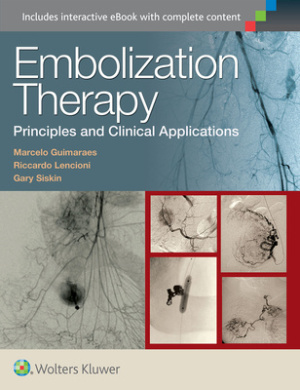 Includes interactive eBook with complete content
Embolization
Therapy
Principles and Clinical Applications
Marcelo Guimaraes
Riccardo Lencioni
Gary Siskin
Wolters Kluwer